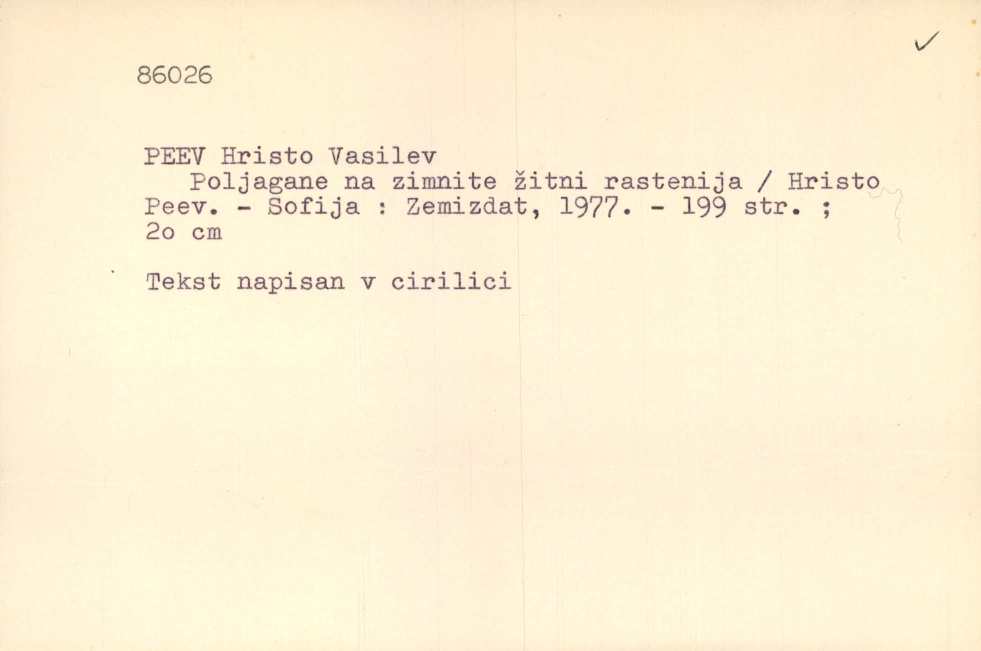 86026
PEEV Hristo Vasilev
Poljagane na zimnite žitni rastenija / Hristo
Peev. - Sofija : Zemizdat, 1977. - 199 str. ;
2o cm
Tekst napisan v cirilici